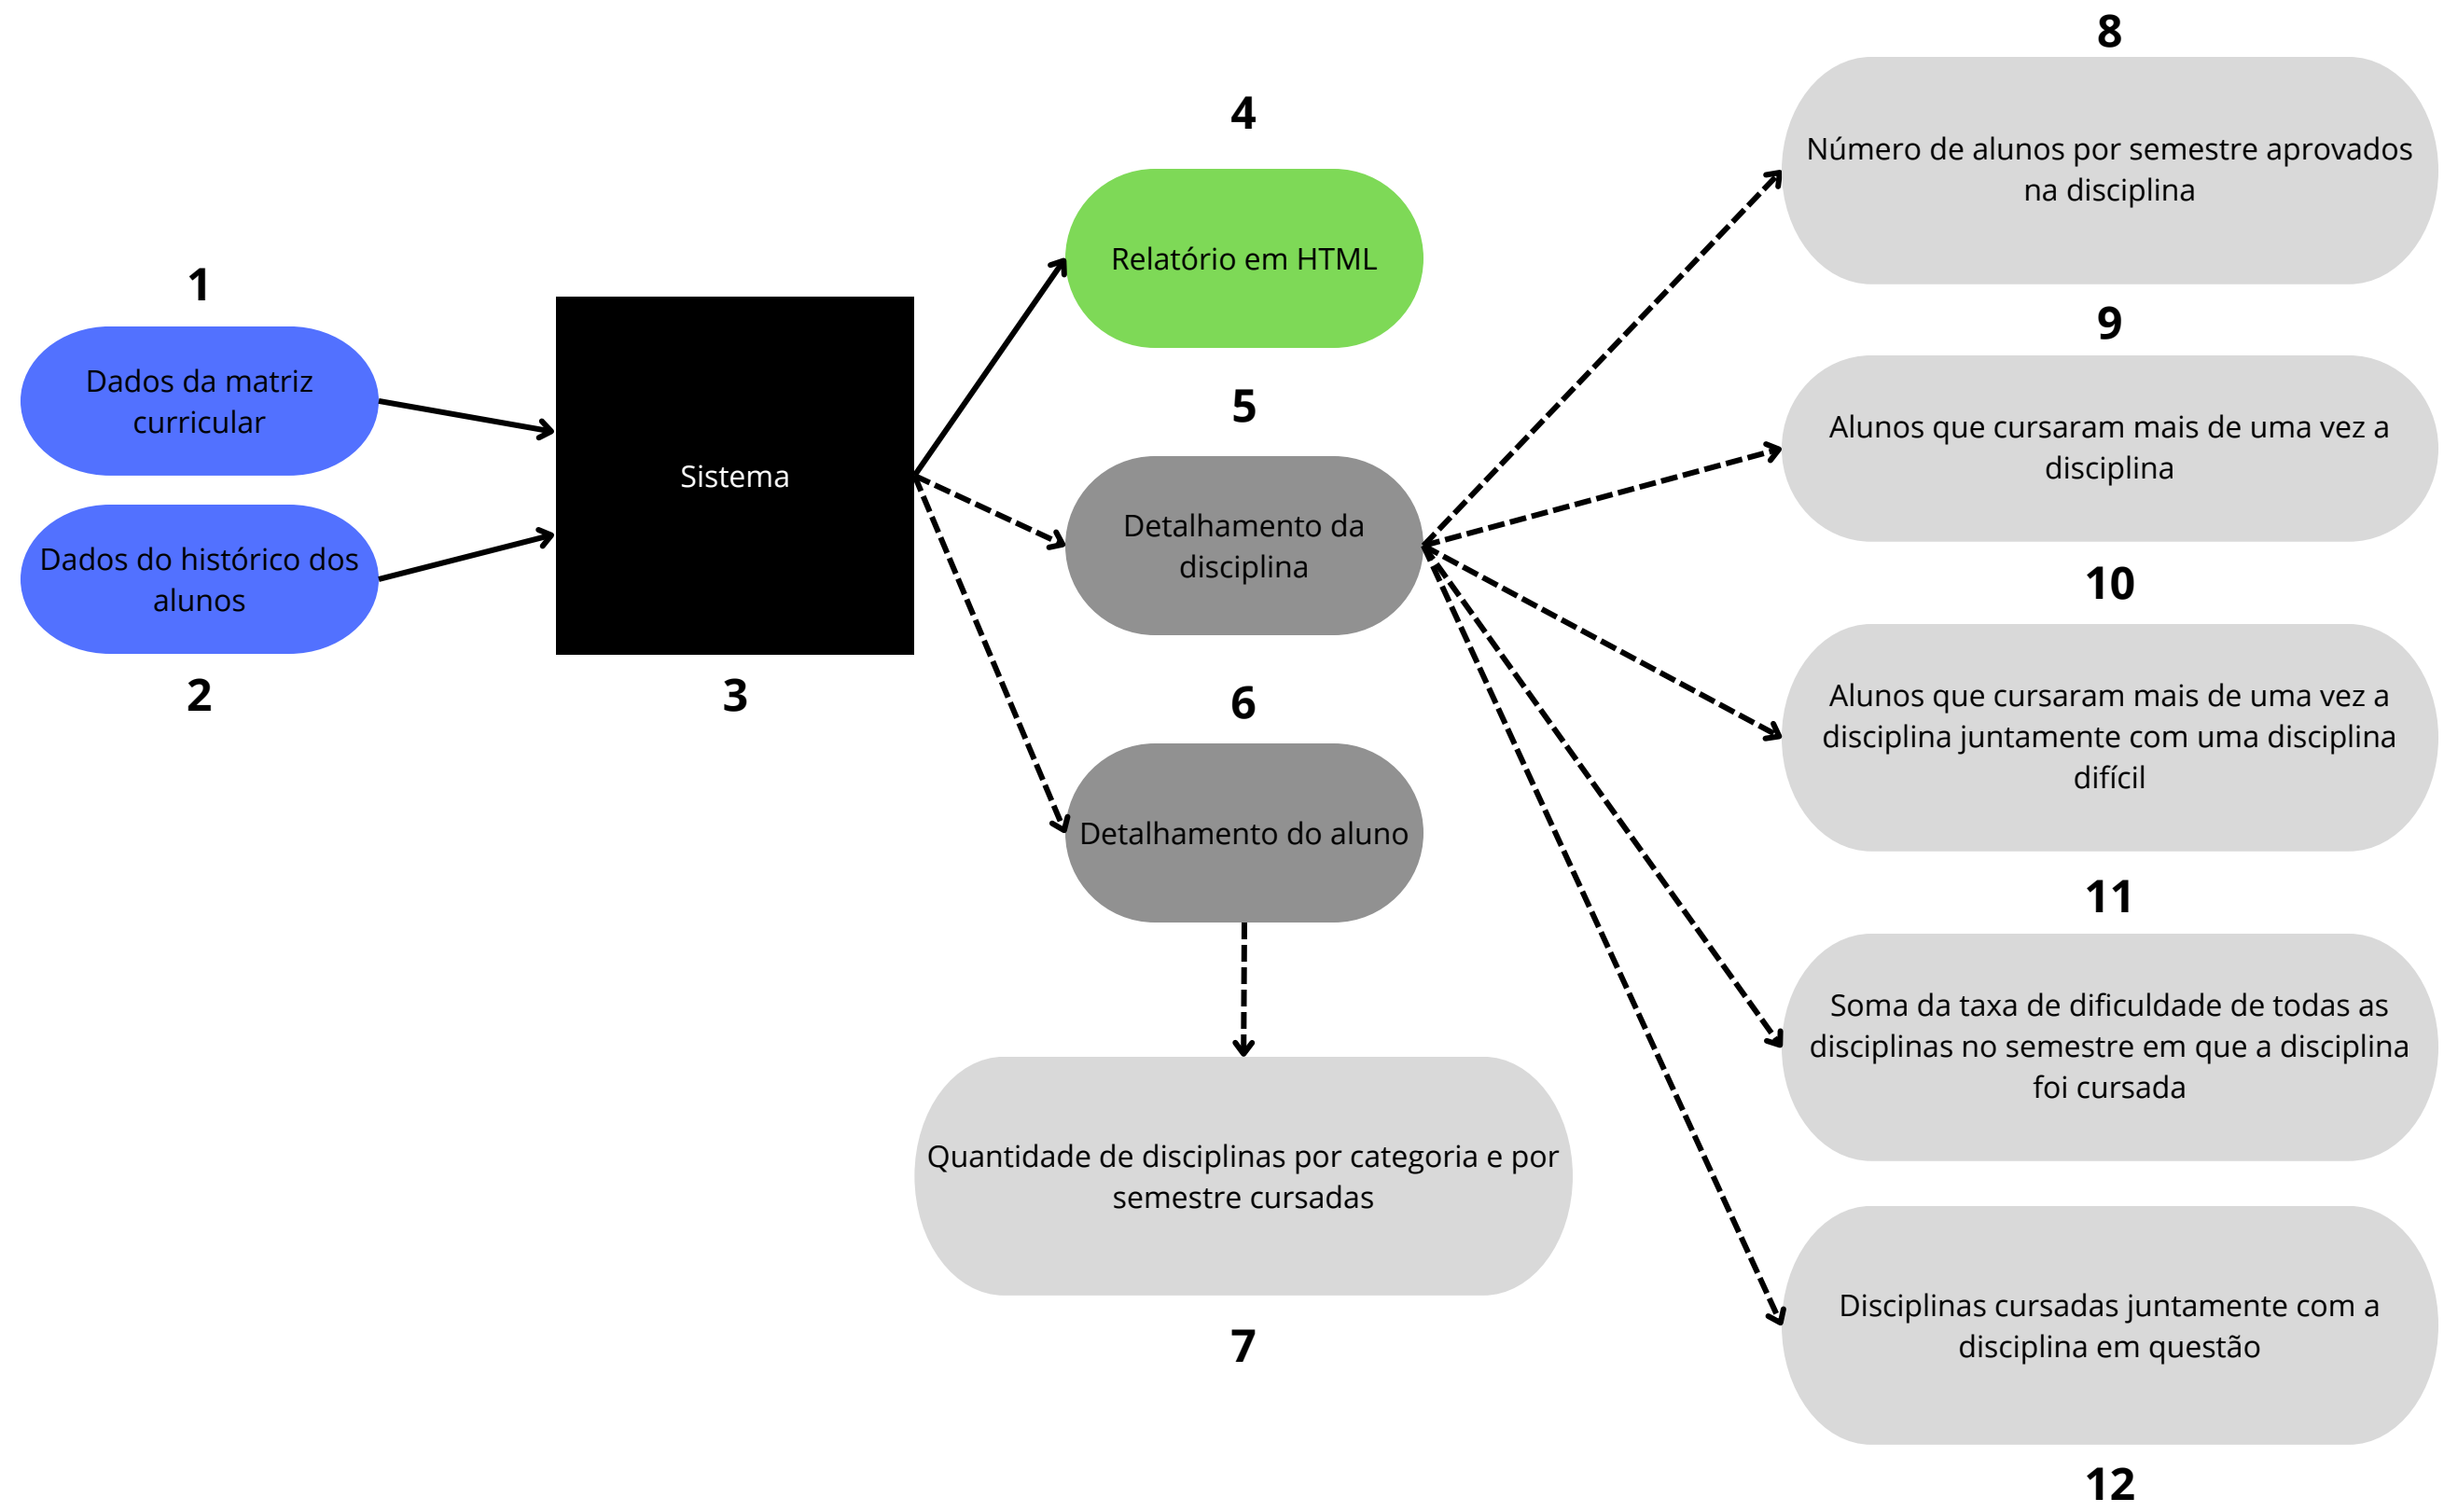 1
Dados da matriz
curricular
Dados do histórico dos
alunos
2
Sistema
3
4
Relatório em HTML
5
Detalhamento da
disciplina
6
Detalhamento do aluno
Quantidade de disciplinas por categoria e por
semestre cursadas
7
8
Número de alunos por semestre aprovados
na disciplina
9
Alunos que cursaram mais de uma vez a
disciplina
10
Alunos que cursaram mais de uma vez a
disciplina juntamente com uma disciplina
difícil
11
Soma da taxa de dificuldade de todas as
disciplinas no semestre em que a disciplina
foi cursada
Disciplinas cursadas juntamente com a
disciplina em questão
12